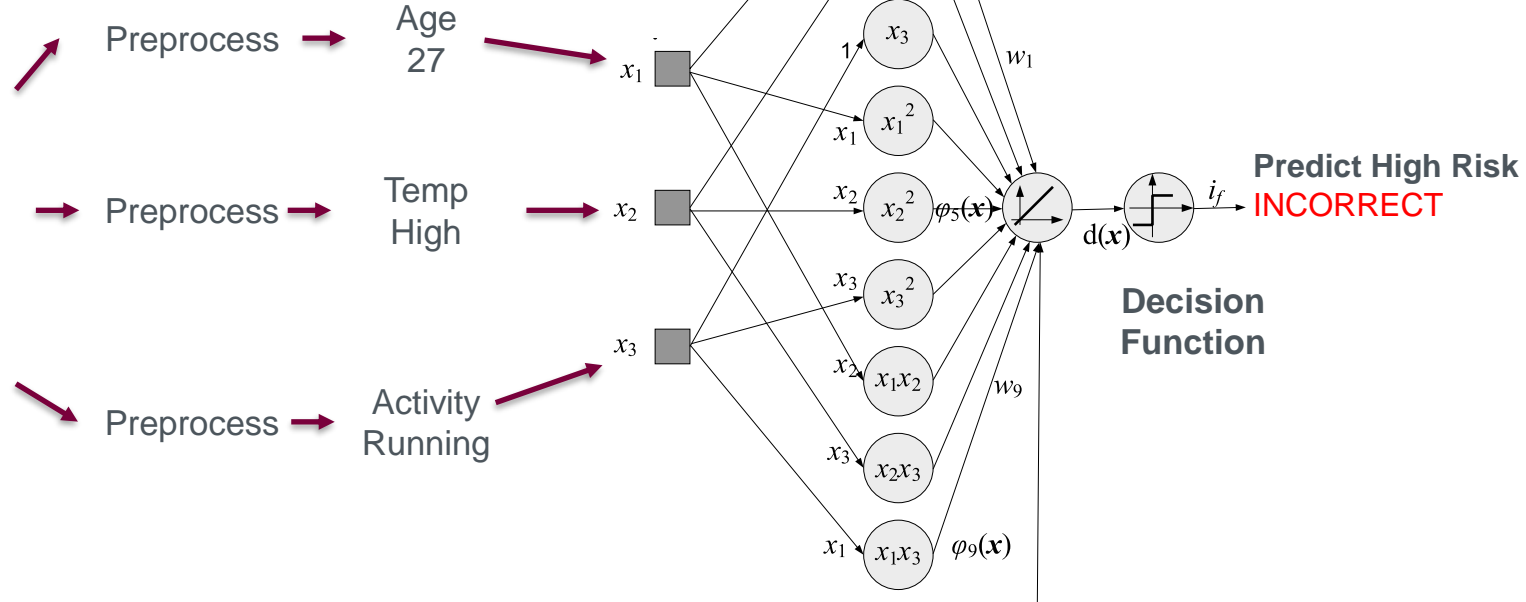 Preprocess
Age
27
x₁
Preprocess
Temp
High
x₂
Preprocess
Activity
Running
x₃
1
x₃
x₁
x₁²
x₂
x₂²
x₃
x₃²
x₂
x₁x₂
x₃
x₂x₃
x₁
x₁x₃
w₁
φ₅(x)
w₉
φ₉(x)
d(x)
i_f
Predict High Risk
INCORRECT
Decision
Function